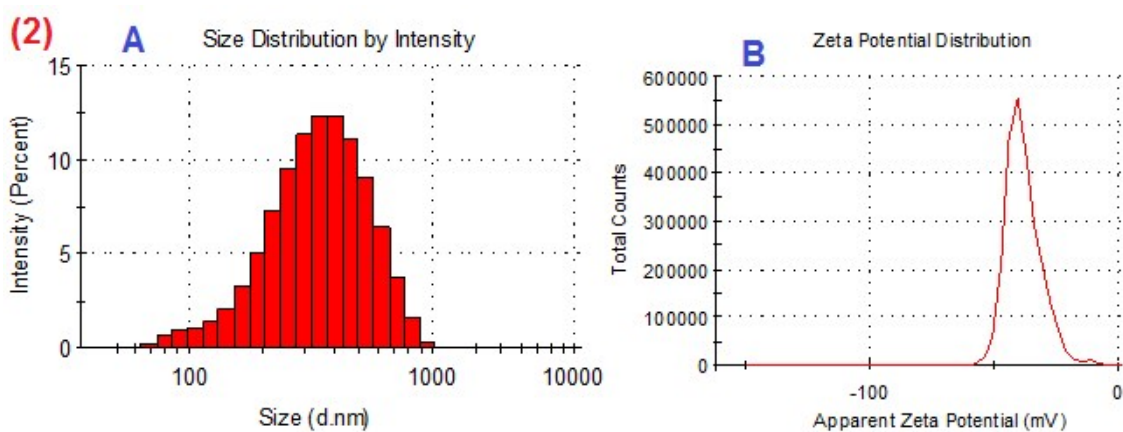 (2)
A
Size Distribution by Intensity
15
10
5
0
Intensity (Percent)
100
1000
10000
Size (d.nm)
B
Zeta Potential Distribution
600000
500000
400000
300000
200000
100000
0
Total Counts
-100
0
Apparent Zeta Potential (mV)